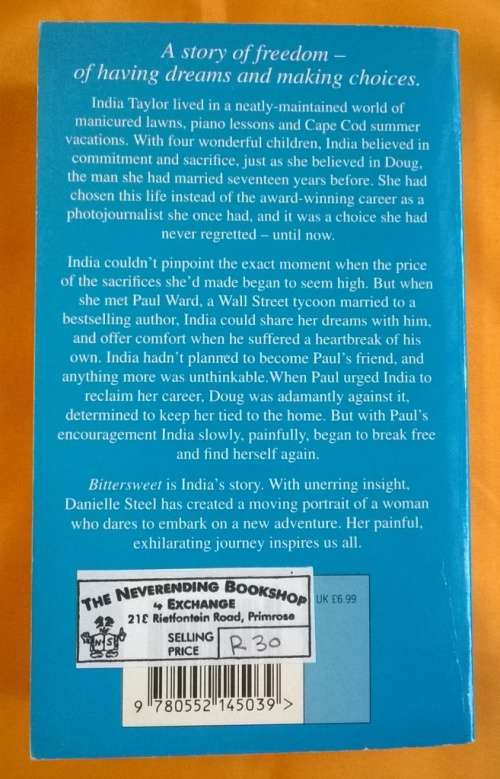 A story of freedom –
of having dreams and making choices.
India Taylor lived in a neatly-maintained world of
manicured lawns, piano lessons and Cape Cod summer
vacations. With four wonderful children, India believed in
commitment and sacrifice, just as she believed in Doug,
the man she had married seventeen years before. She had
chosen this life instead of the award-winning career as a
photojournalist she once had, and it was a choice she had
never regretted – until now.
India couldn't pinpoint the exact moment when the price
of the sacrifices she'd made began to seem high. But when
she met Paul Ward, a Wall Street tycoon married to a
bestselling author, India could share her dreams with him,
and offer comfort when he suffered a heartbreak of his
own. India hadn't planned to become Paul's friend, and
anything more was unthinkable.When Paul urged India to
reclaim her career, Doug was adamantly against it,
determined to keep her tied to the home. But with Paul's
encouragement India slowly, painfully, began to break free
and find herself again.
Bittersweet is India's story. With unerring insight,
Danielle Steel has created a moving portrait of a woman
who dares to embark on a new adventure. Her painful,
exhilarating journey inspires us all.
THE NEVERENDING BOOKSHOP
& EXCHANGE
21E Rietfontein Road, Primrose
N S
SELLING
PRICE
R 30
UK £6.99
9 780552 145039 >